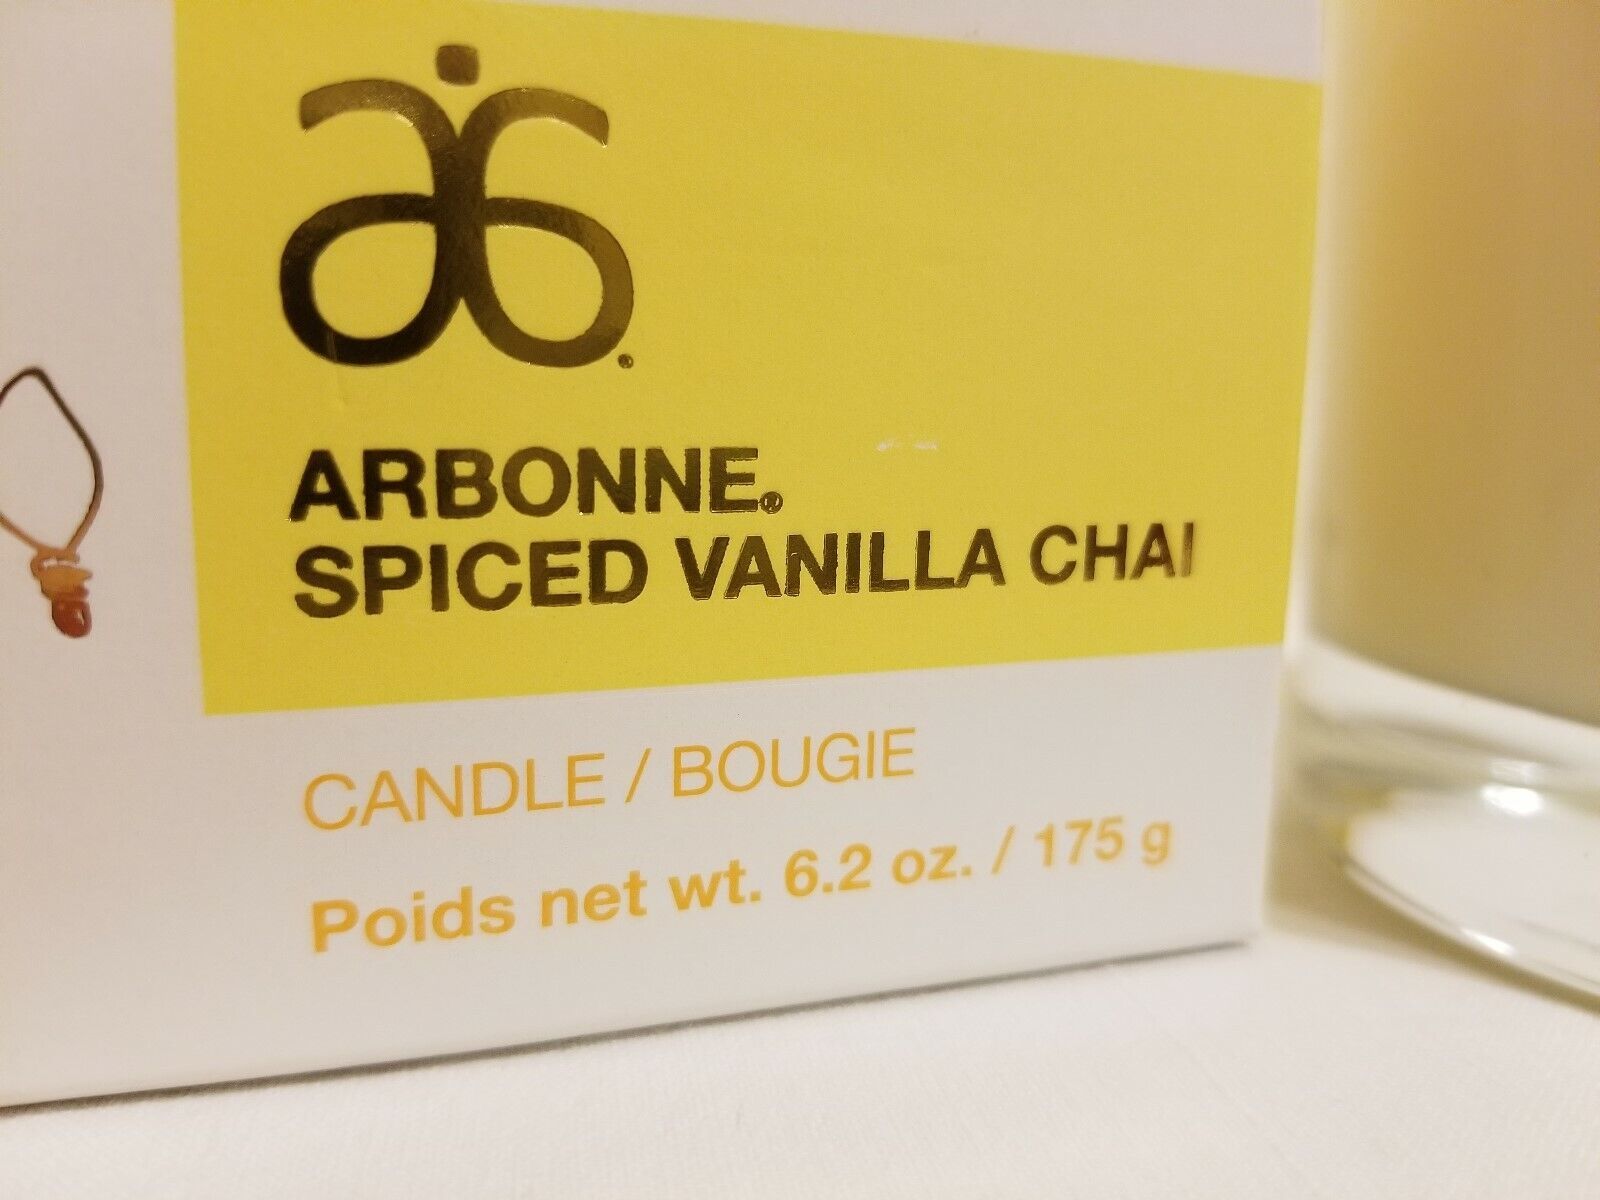 ARBONNE®
SPICED VANILLA CHAI
CANDLE / BOUGIE
Poids net wt. 6.2 oz. / 175 g